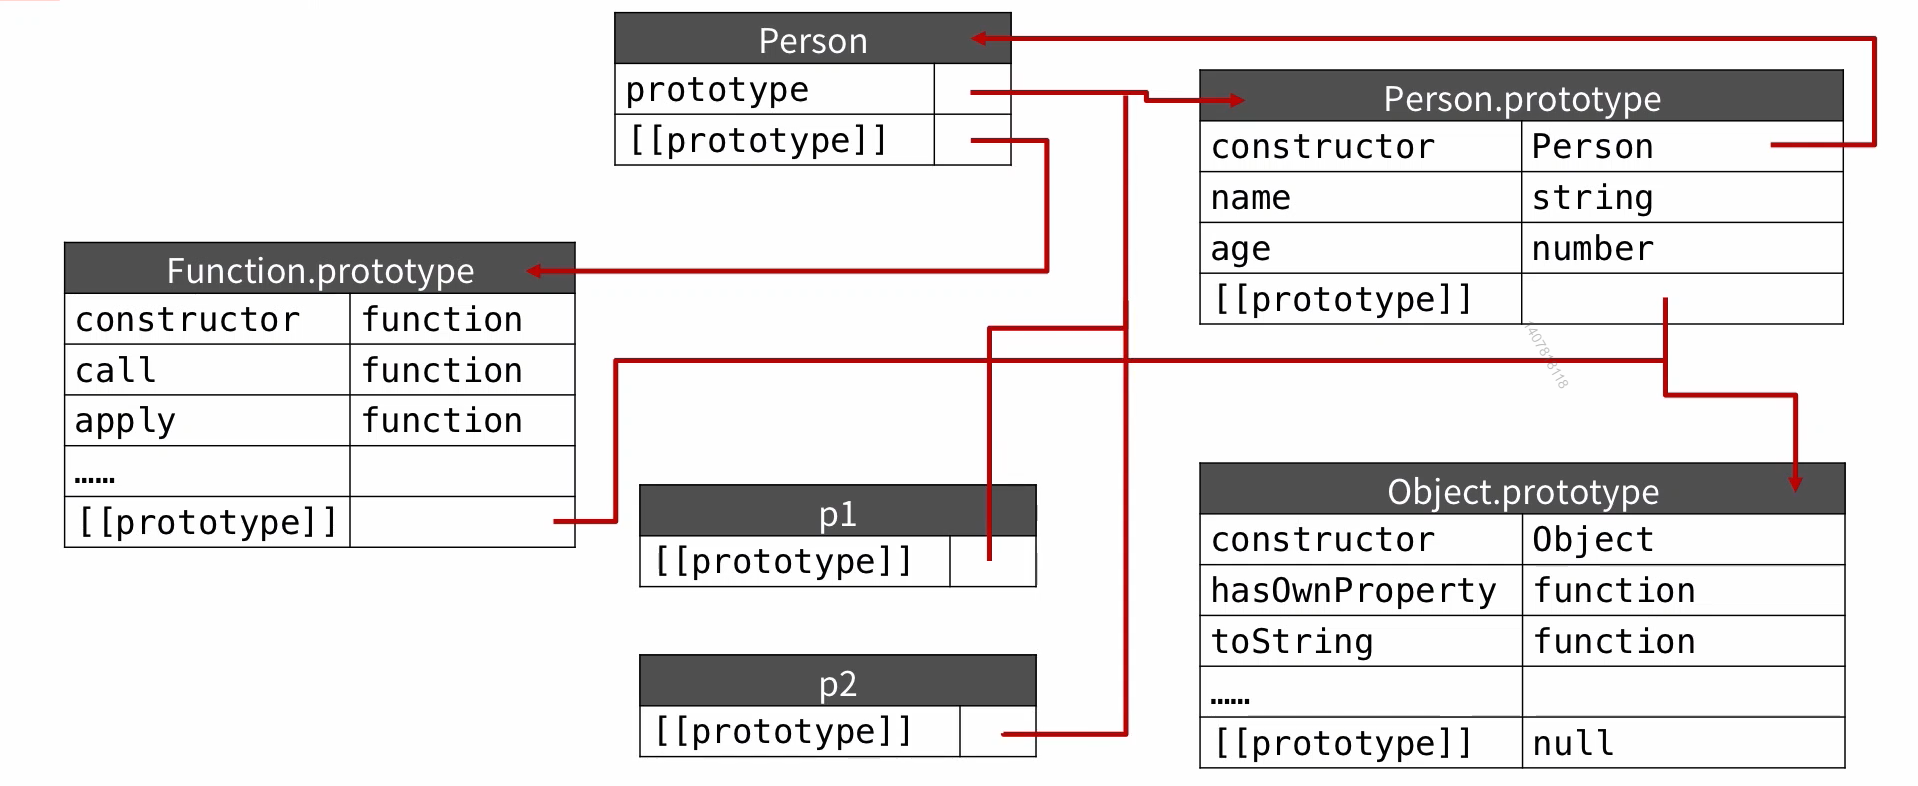 Person
prototype
[[prototype]]
Person.prototype
constructor Person
name string
age number
[[prototype]]
Function.prototype
constructor function
call function
apply function
……
[[prototype]]
p1
[[prototype]]
p2
[[prototype]]
Object.prototype
constructor Object
hasOwnProperty function
toString function
……
[[prototype]] null